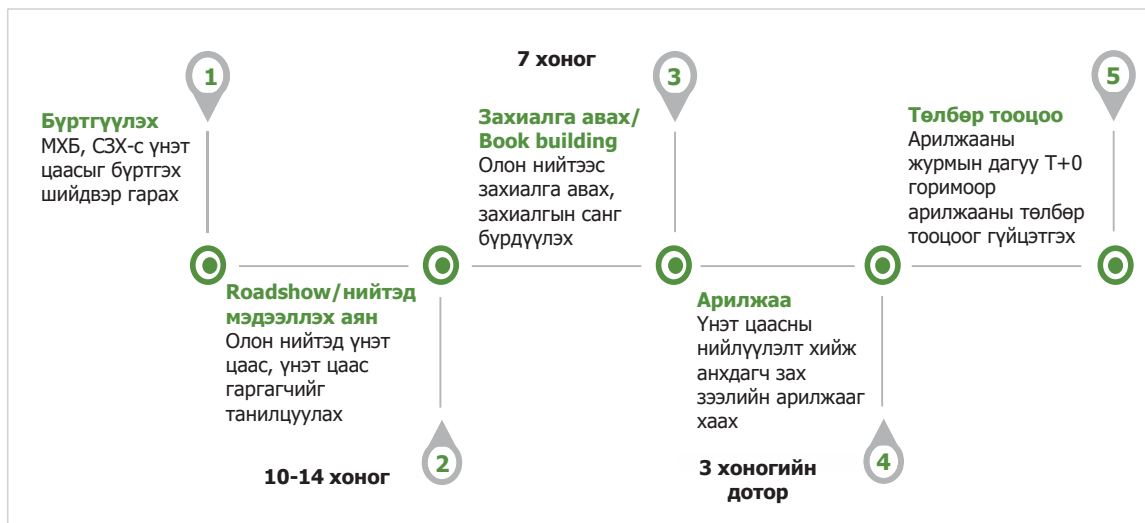 1
Бүртгүүлэх
МХБ, СЗХ-с үнэт
цаасыг бүртгэх
шийдвэр гарах
Roadshow/нийтэд
мэдээллэх аян
Олон нийтэд үнэт
цаас, үнэт цаас
гаргагчийг
танилцуулах
10-14 хоног
2
7 хоног
3
Захиалга авах/
Book building
Олон нийтээс
захиалга авах,
захиалгын санг
бүрдүүлэх
Арилжаа
Үнэт цаасны
нийлүүлэлт хийж
анхдагч зах
зээлийн арилжааг
хаах
3 хоногийн
дотор
4
5
Төлбөр тооцоо
Арилжааны
журмын дагуу T+0
горимоор
арилжааны төлбөр
тооцоог гүйцэтгэх